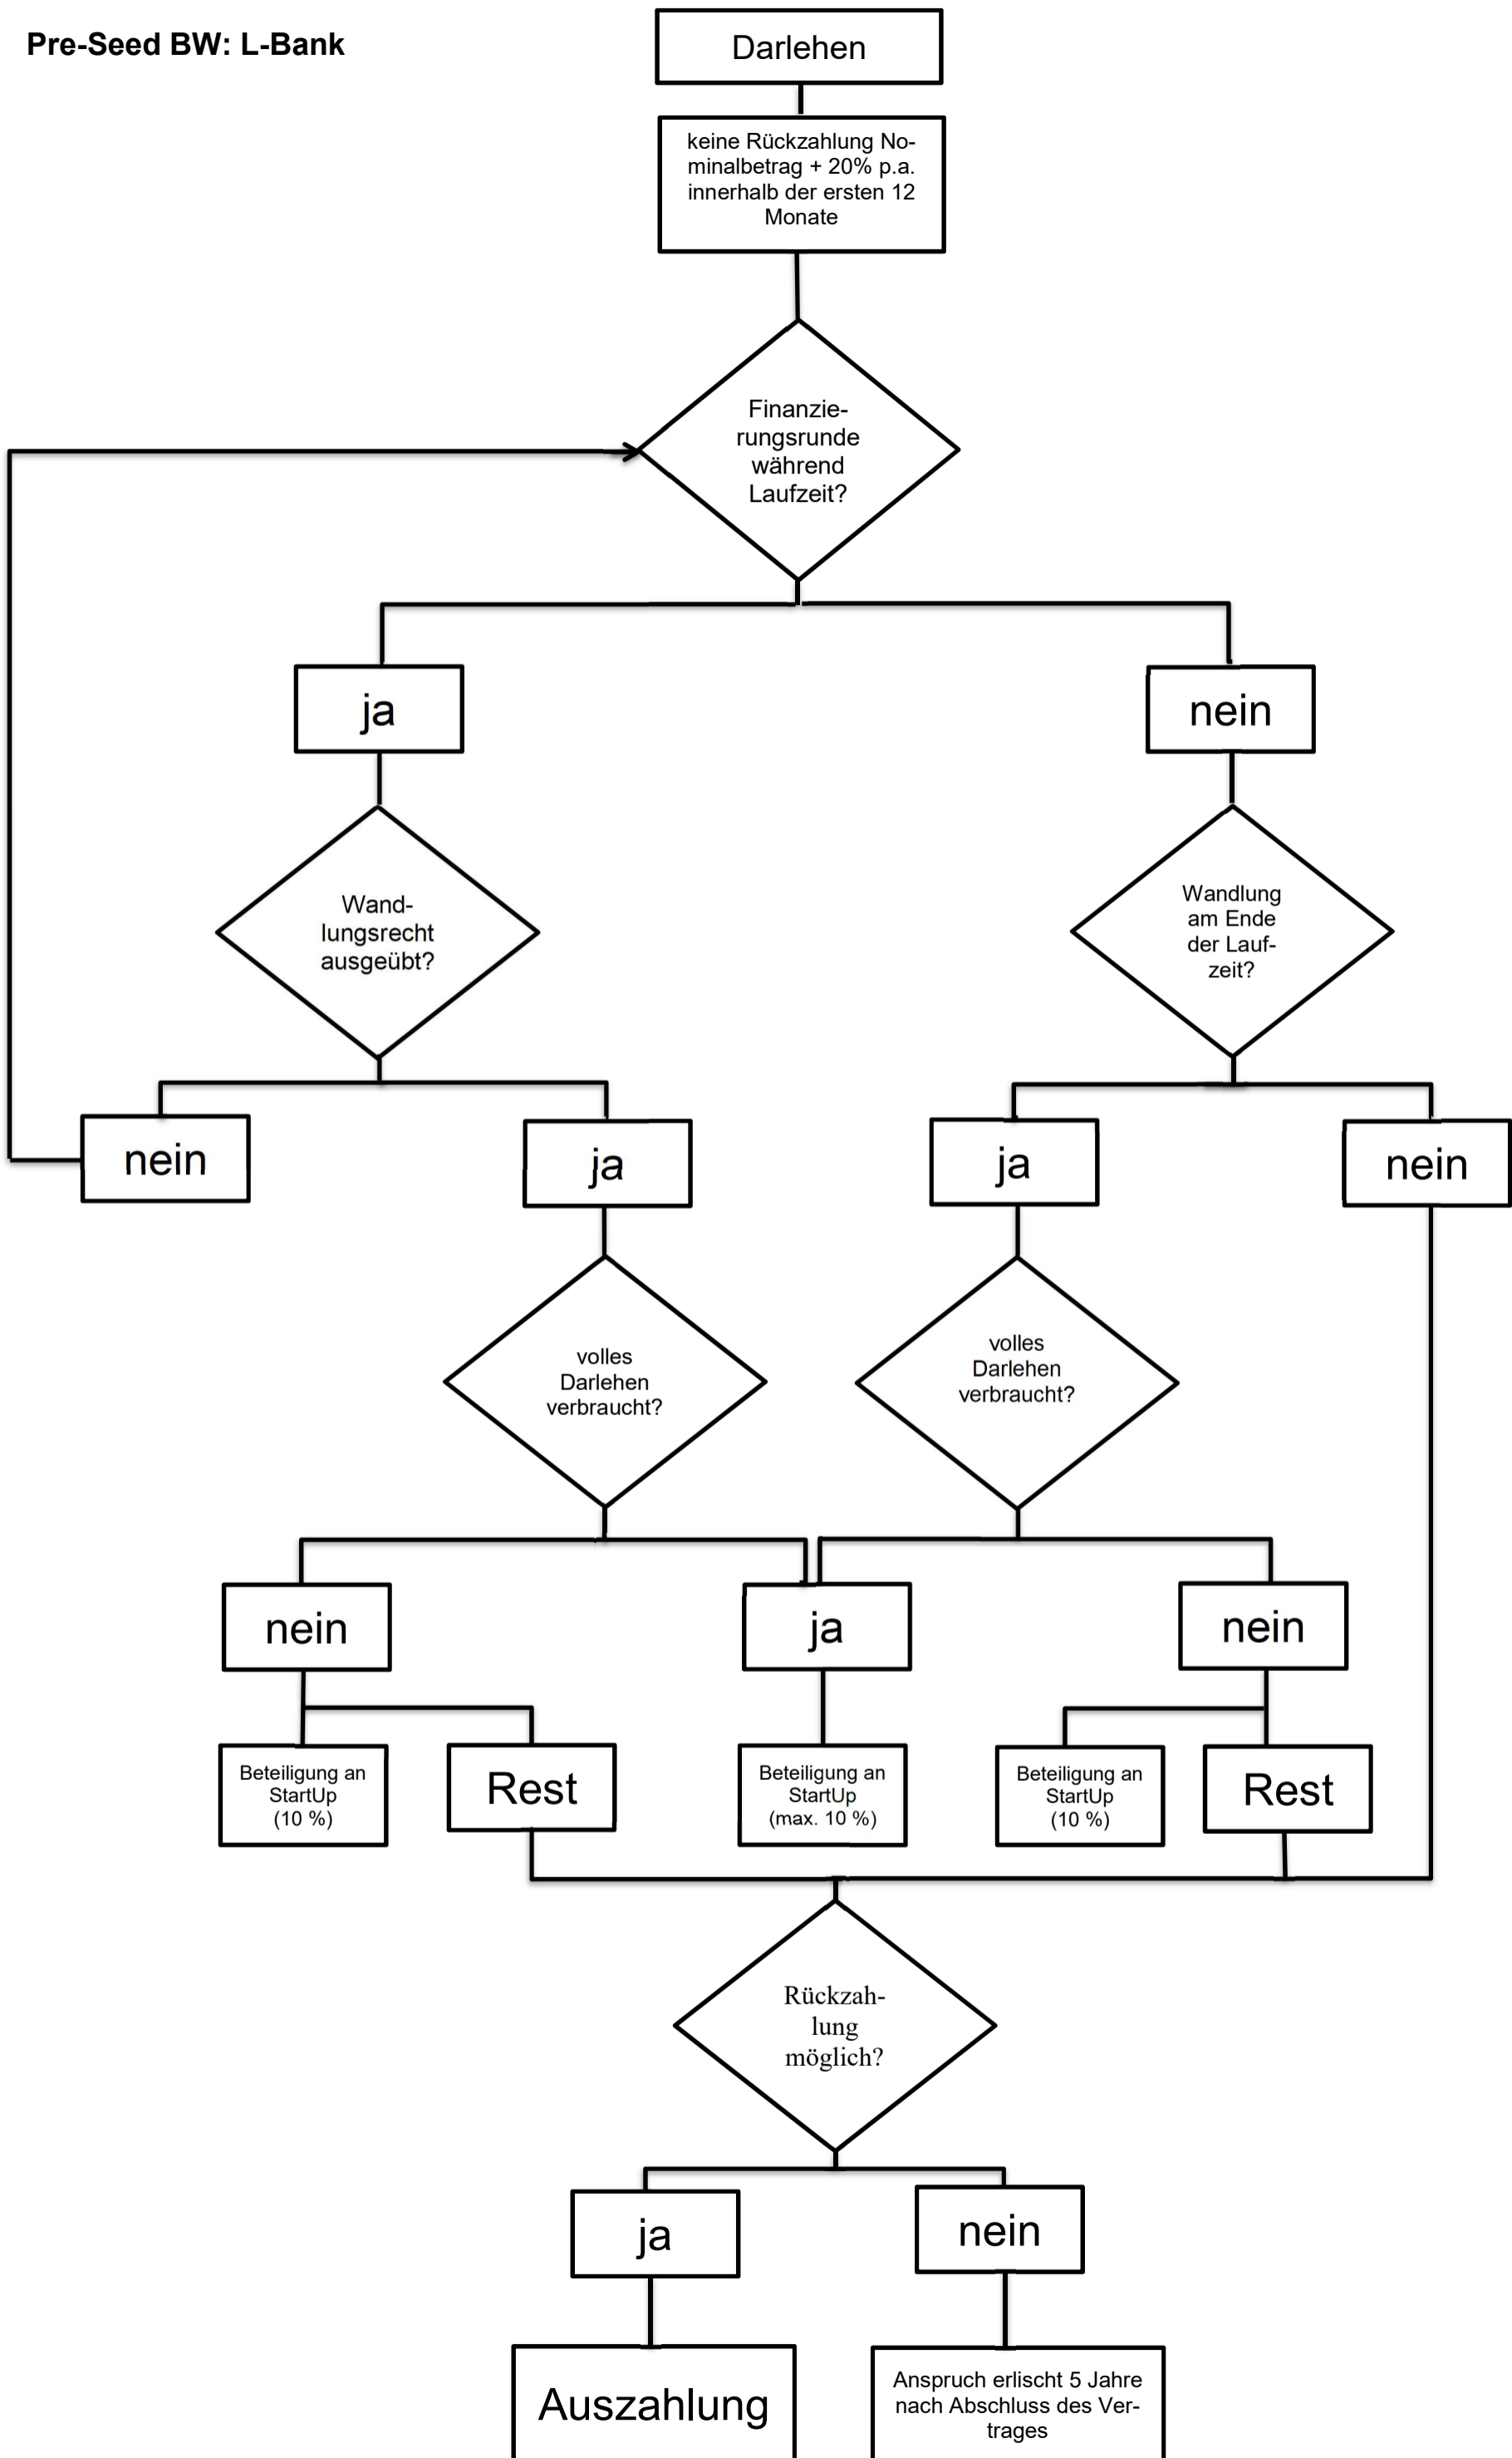 Pre-Seed BW: L-Bank
Darlehen
keine Rückzahlung No-
minalbetrag + 20% p.a.
innerhalb der ersten 12
Monate
Finanzie-
rungsrunde
während
Laufzeit?
ja
nein
Wand-
lungsrecht
ausgeübt?
Wandlung
am Ende
der Lauf-
zeit?
nein
ja
ja
nein
volles
Darlehen
verbraucht?
volles
Darlehen
verbraucht?
nein
ja
nein
Beteiligung an
StartUp
(10 %)
Rest
Beteiligung an
StartUp
(max. 10 %)
Beteiligung an
StartUp
(10 %)
Rest
Rückzah-
lung
möglich?
ja
nein
Auszahlung
Anspruch erlischt 5 Jahre
nach Abschluss des Ver-
trages